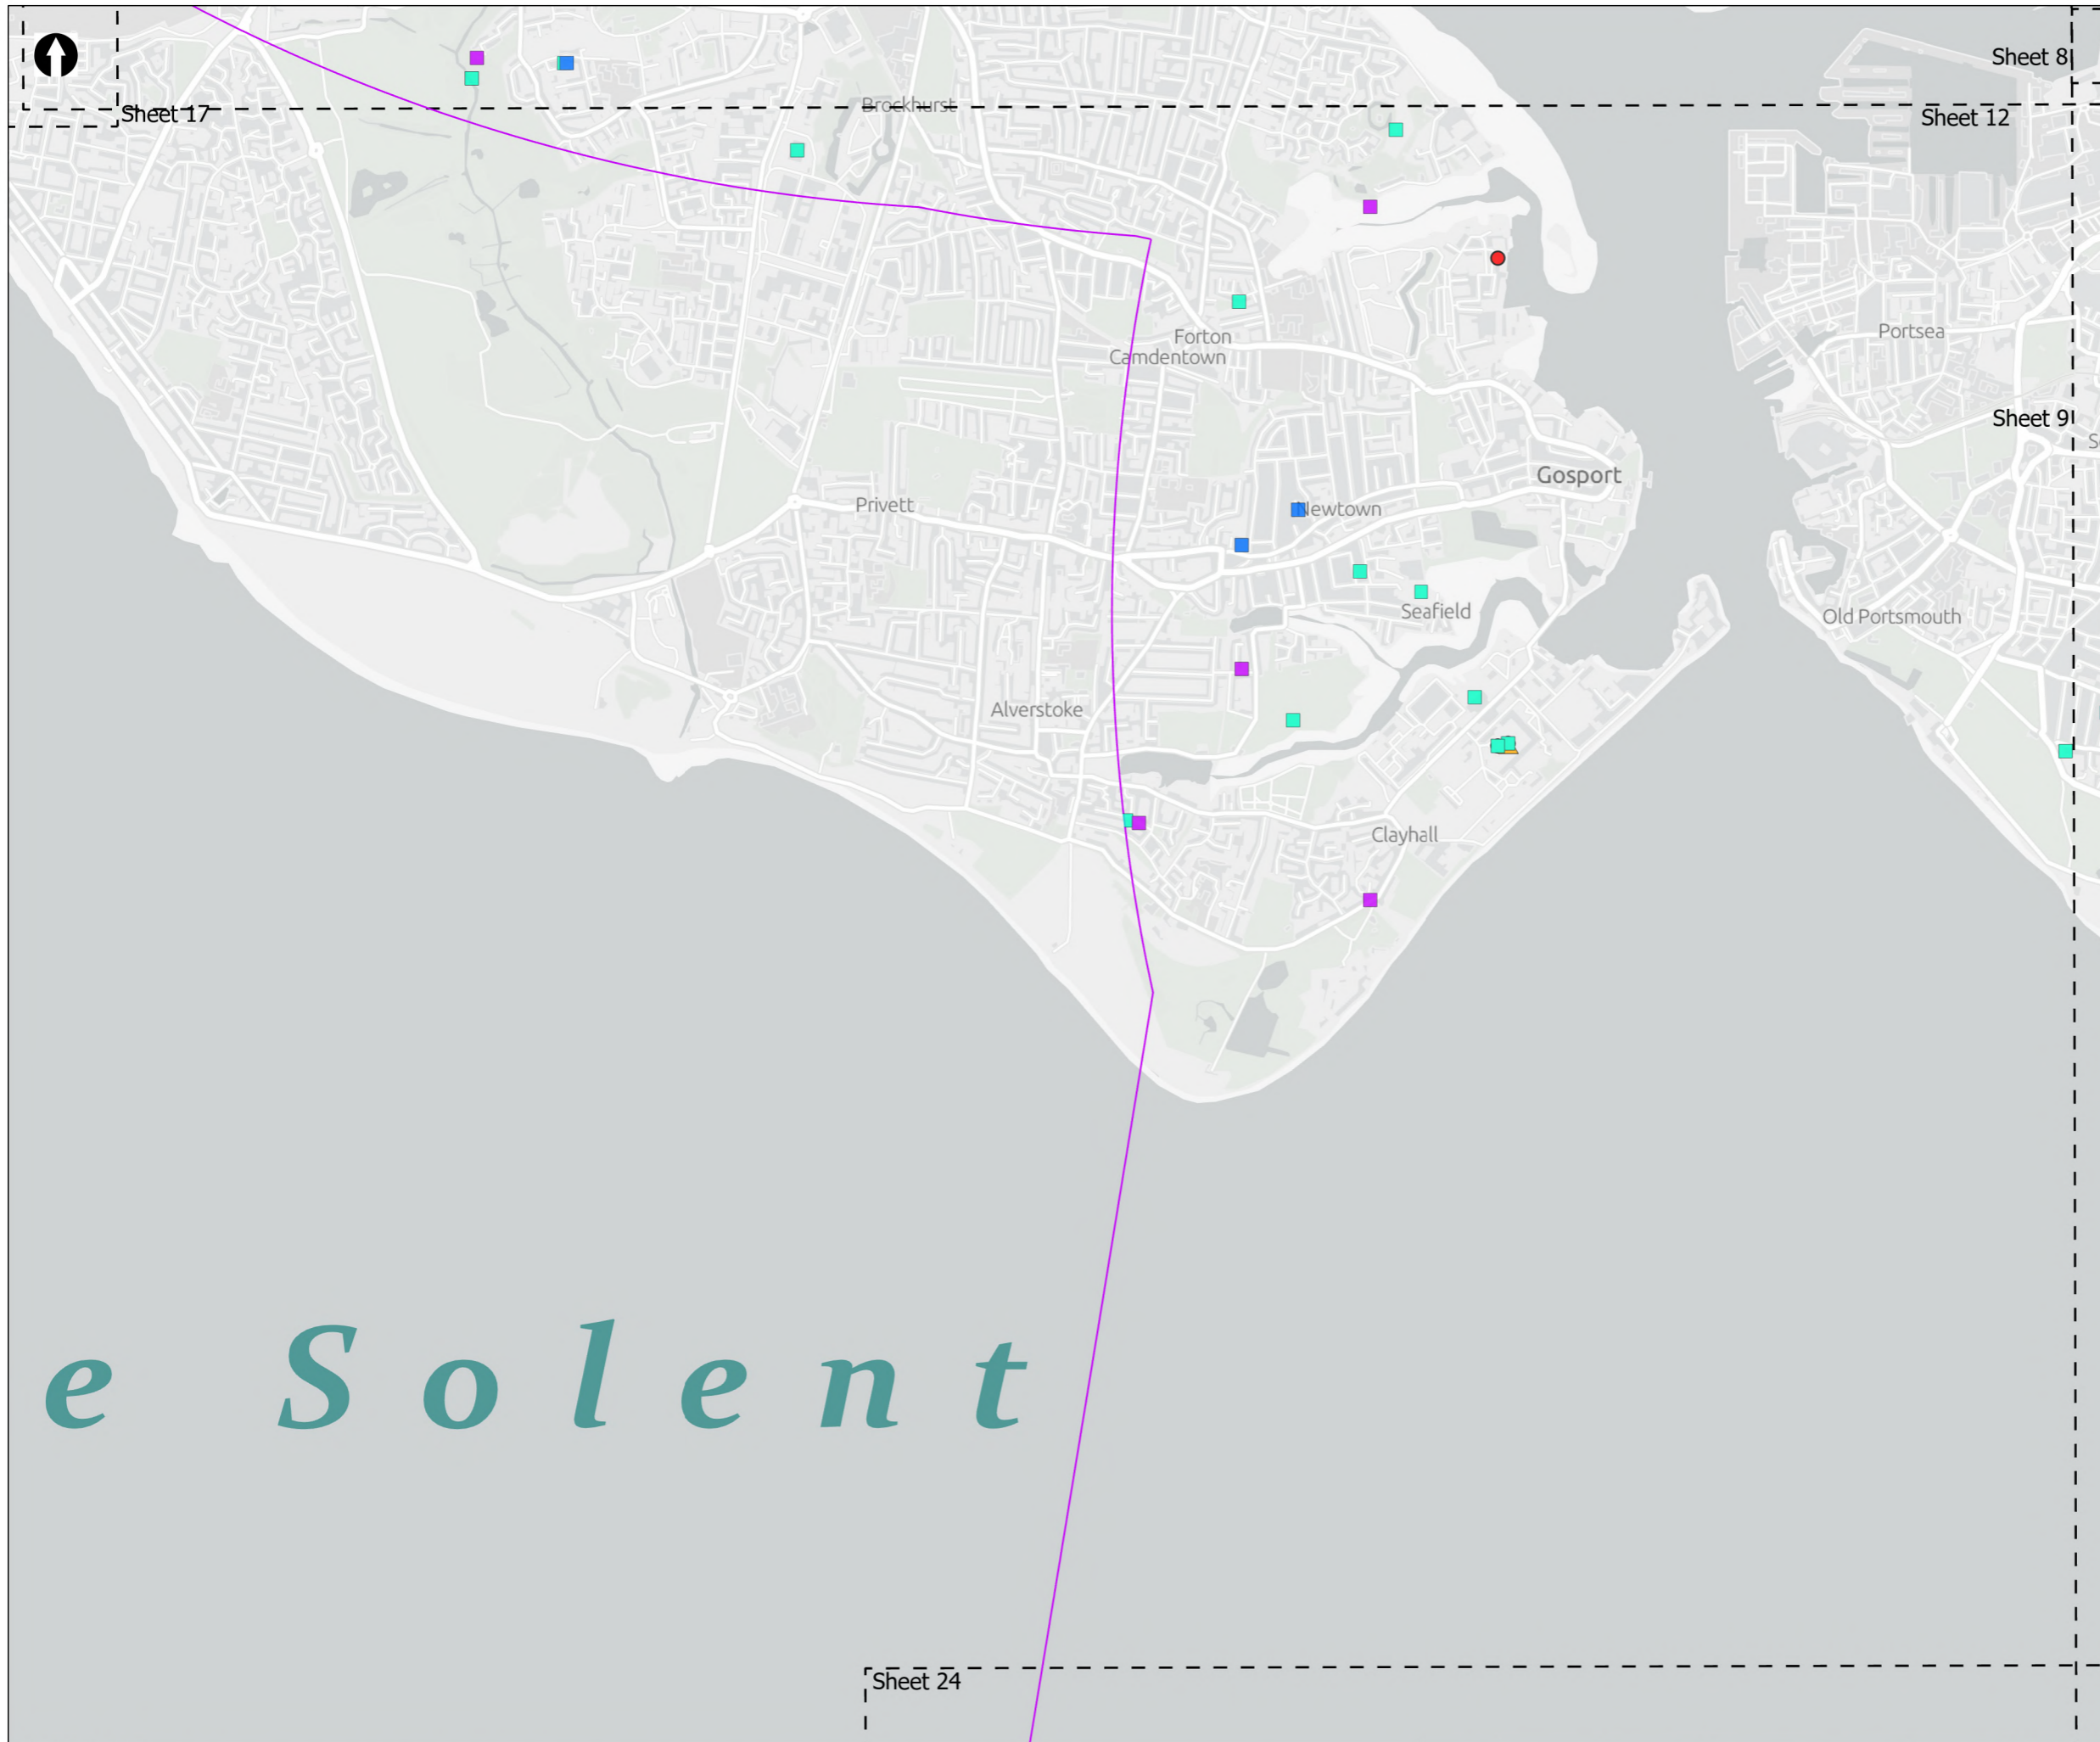 Sheet 8
Sheet 17
Brockhurst
Sheet 12
Portsea
Forton
Camdentown
Sheet 9
S
Gosport
Privett
Newtown
Seafield
Old Portsmouth
Alverstoke
Clayhall
e Solent
Sheet 24